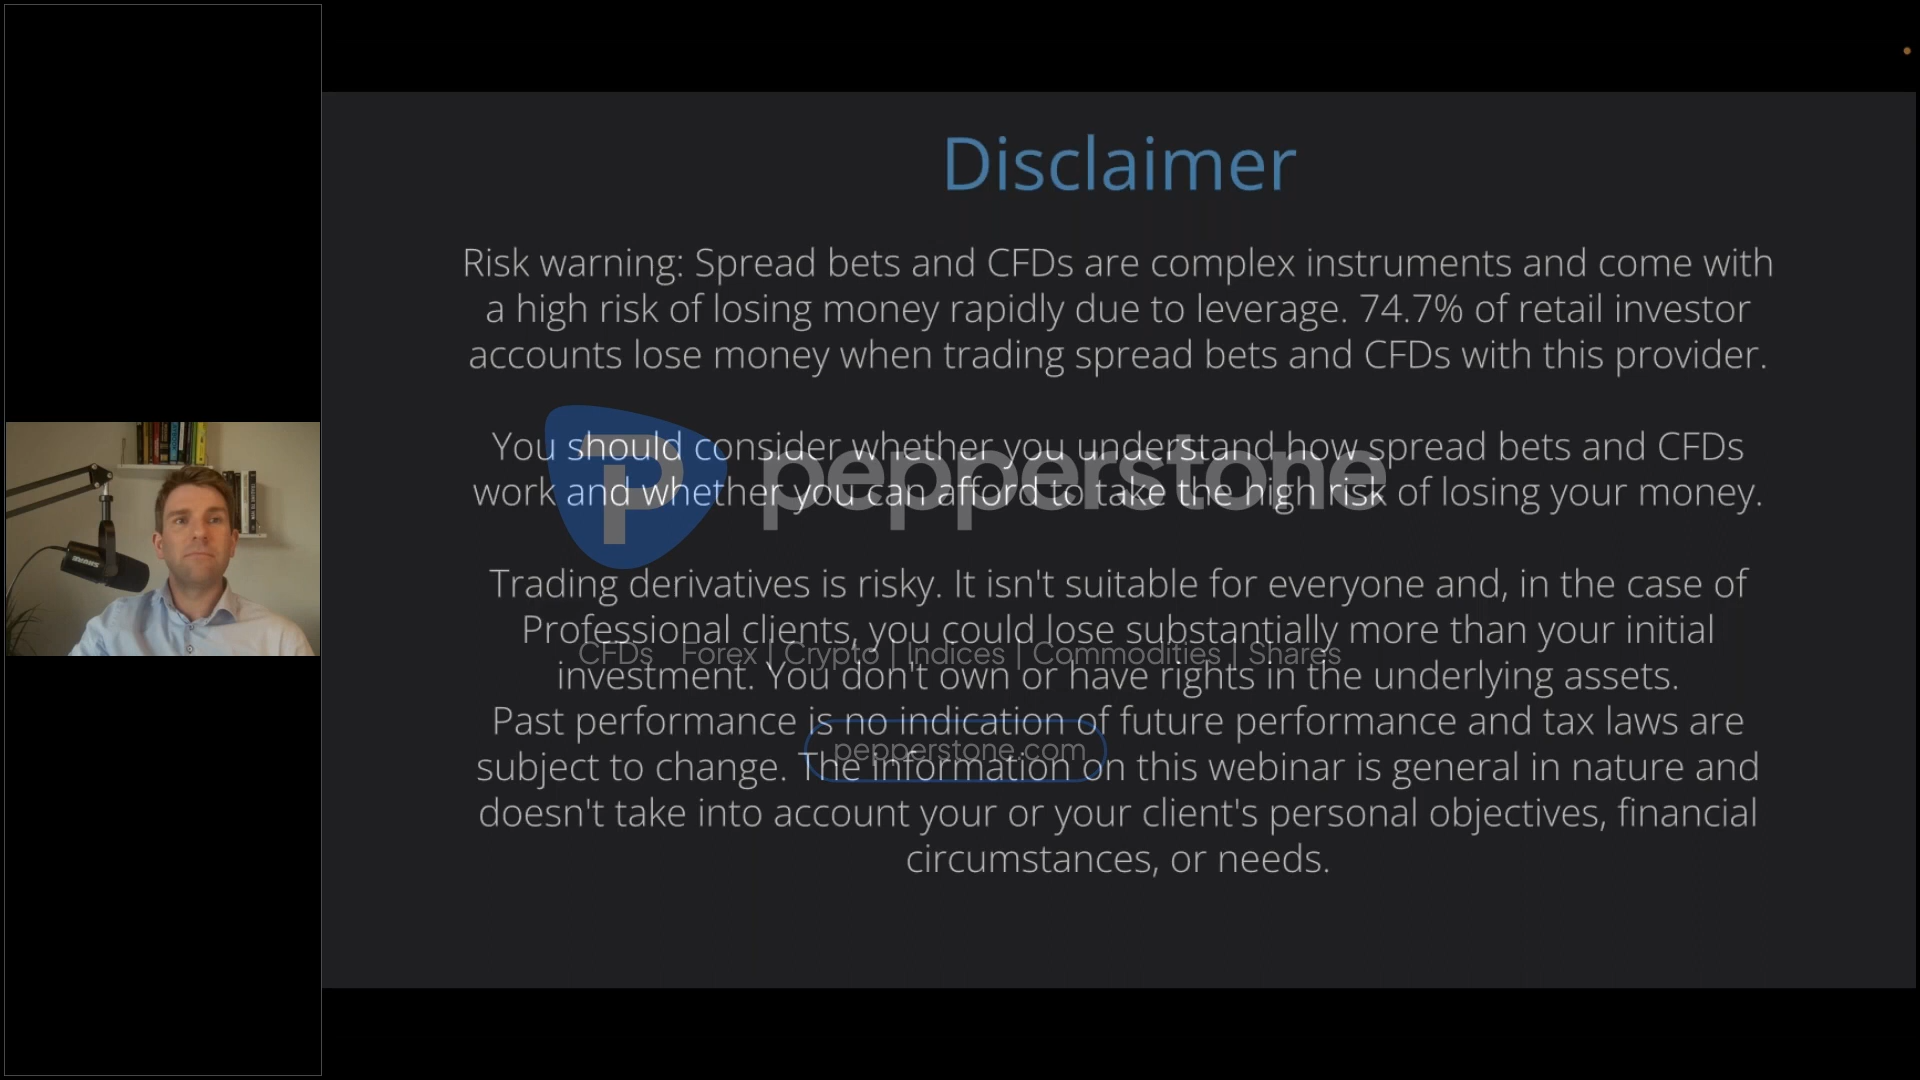 Disclaimer
Risk warning: Spread bets and CFDs are complex instruments and come with
a high risk of losing money rapidly due to leverage. 74.7% of retail investor
accounts lose money when trading spread bets and CFDs with this provider.
You should consider whether you understand how spread bets and CFDs
work and whether you can afford to take the high risk of losing your money.
pepperstone
Trading derivatives is risky. It isn't suitable for everyone and, in the case of
Professional clients, you could lose substantially more than your initial
CFDs Forex | Crypto | Indices | Commodities | Shares
investment. You don't own or have rights in the underlying assets.
Past performance is no indication of future performance and tax laws are
pepperstone.com
subject to change. The information on this webinar is general in nature and
doesn't take into account your or your client's personal objectives, financial
circumstances, or needs.